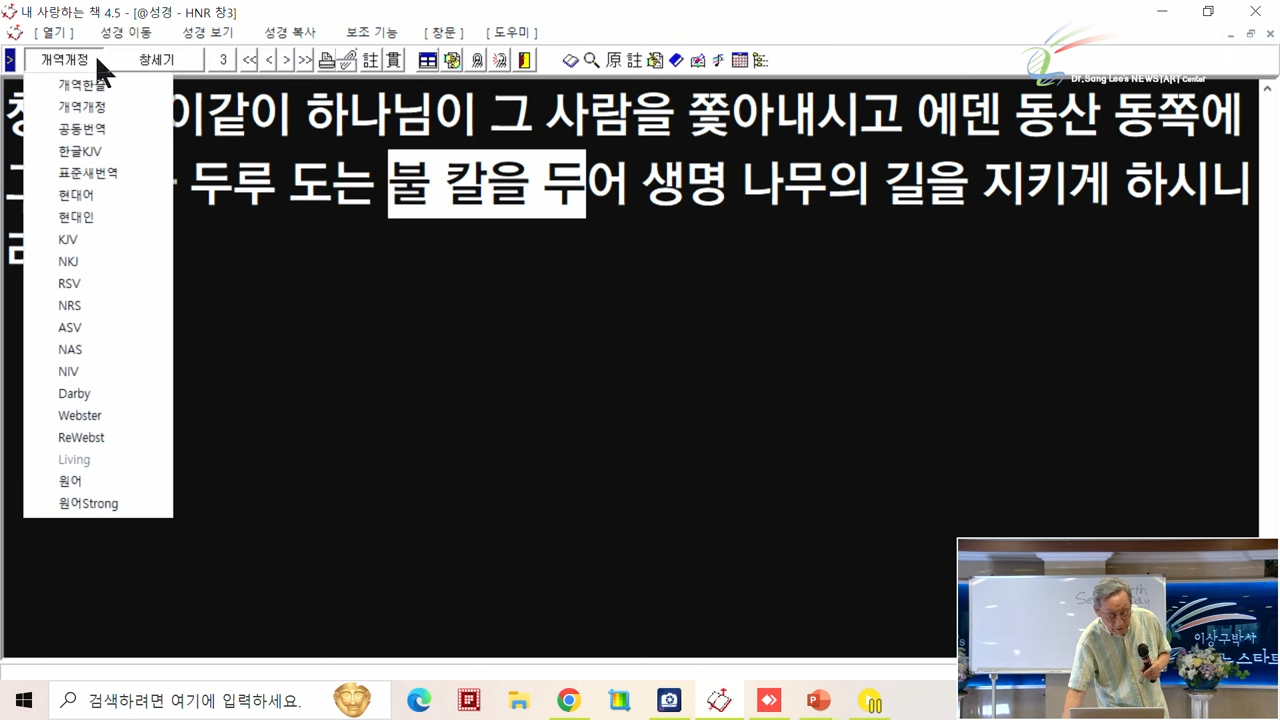 내 사랑하는 책 4.5 - [@성경 - HNR 창3]
[ 열기 ] 성경 이동 성경 보기 성경 복사 보조 기능 [ 창문 ] [ 도우미 ]
> 개역개정 창세기 3 << < > >> 註 貫 原 註
Dr.Sang Lee's NEWSTART Center
개역한글
개역개정
공동번역
한글KJV
표준새번역
현대어
현대인
KJV
NKJ
RSV
NRS
ASV
NAS
NIV
Darby
Webster
ReWebst
Living
원어
원어Strong
이같이 하나님이 그 사람을 쫓아내시고 에덴 동산 동쪽에
두루 도는 불 칼을 두어 생명 나무의 길을 지키게 하시니
이상구박사
뉴스타트
검색하려면 여기에 입력하세요.